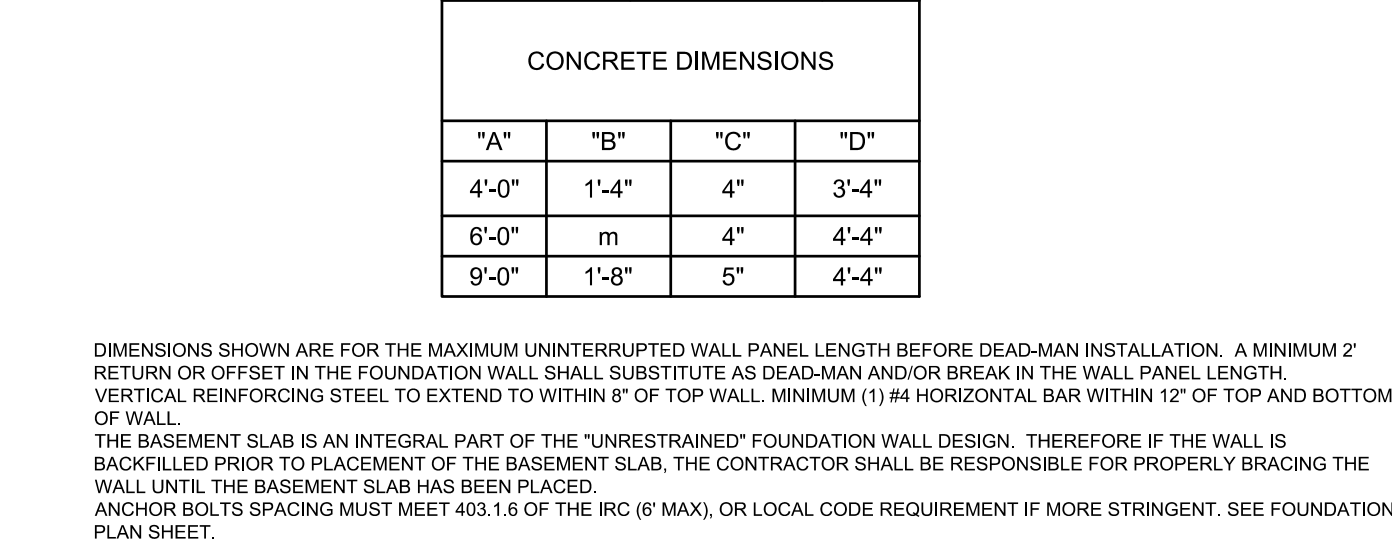 CONCRETE DIMENSIONS
"A" "B" "C" "D"
4'-0" 1'-4" 4" 3'-4"
6'-0" m 4" 4'-4"
9'-0" 1'-8" 5" 4'-4"
DIMENSIONS SHOWN ARE FOR THE MAXIMUM UNINTERRUPTED WALL PANEL LENGTH BEFORE DEAD-MAN INSTALLATION. A MINIMUM 2'
RETURN OR OFFSET IN THE FOUNDATION WALL SHALL SUBSTITUTE AS DEAD-MAN AND/OR BREAK IN THE WALL PANEL LENGTH.
VERTICAL REINFORCING STEEL TO EXTEND TO WITHIN 8" OF TOP WALL. MINIMUM (1) #4 HORIZONTAL BAR WITHIN 12" OF TOP AND BOTTOM
OF WALL.
THE BASEMENT SLAB IS AN INTEGRAL PART OF THE "UNRESTRAINED" FOUNDATION WALL DESIGN. THEREFORE IF THE WALL IS
BACKFILLED PRIOR TO PLACEMENT OF THE BASEMENT SLAB, THE CONTRACTOR SHALL BE RESPONSIBLE FOR PROPERLY BRACING THE
WALL UNTIL THE BASEMENT SLAB HAS BEEN PLACED.
ANCHOR BOLTS SPACING MUST MEET 403.1.6 OF THE IRC (6' MAX), OR LOCAL CODE REQUIREMENT IF MORE STRINGENT. SEE FOUNDATION
PLAN SHEET.